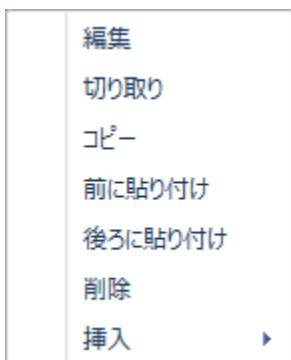 編集
切り取り
コピー
前に貼り付け
後ろに貼り付け
削除
挿入